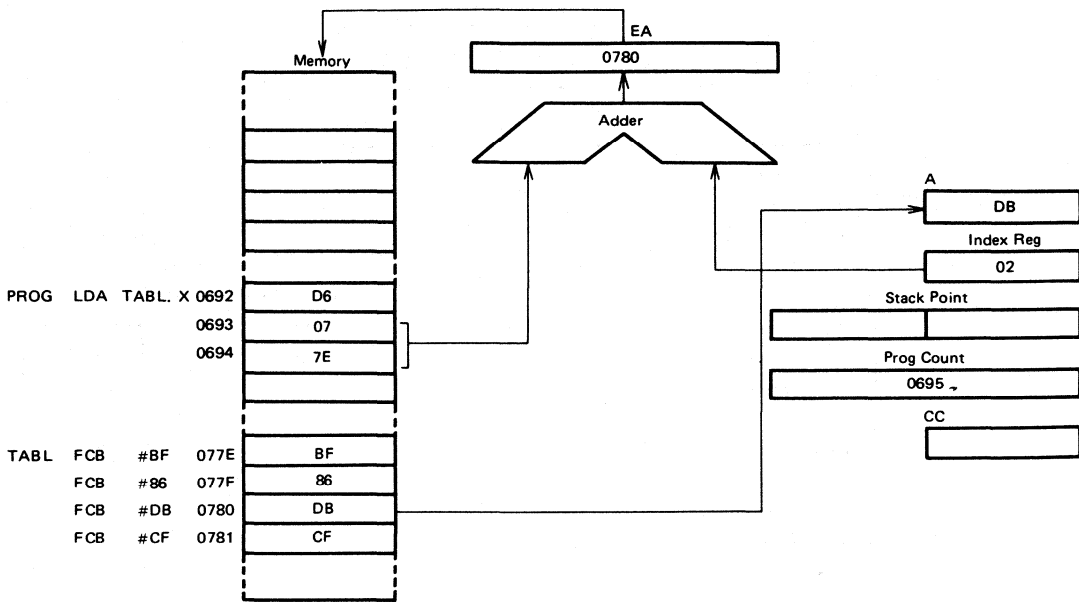 EA
0780
Memory
Adder
A
DB
Index Reg
02
Stack Point
PROG LDA TABL. X 0692 D6
0693 07
0694 7E
Prog Count
0695
CC
TABL FCB #BF 077E BF
FCB #86 077F 86
FCB #DB 0780 DB
FCB #CF 0781 CF